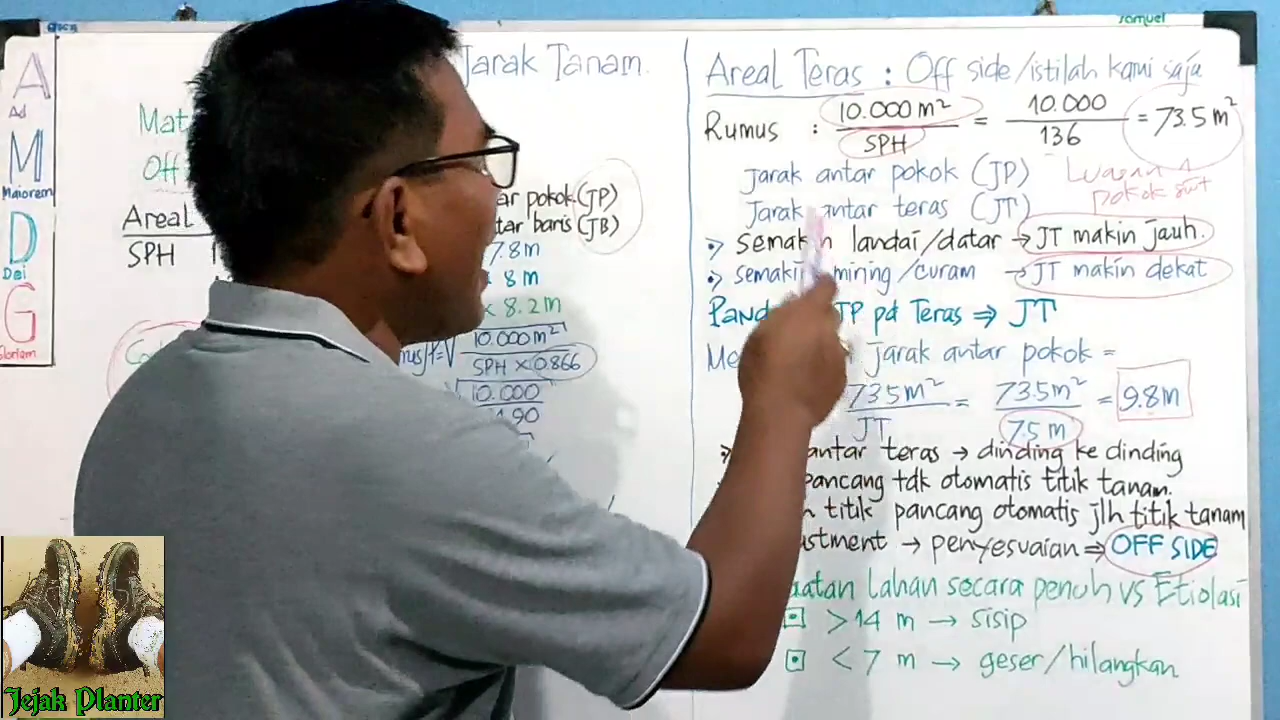 A
Ad
M
Maiorem
D
Dei
G
Gloriam
Jarak Tanam.
Mat
Off
Areal
SPH
ar pokok (JP)
tar baris (JB)
7.8 m
8 m
x 8.2 m
10.000 m²
SPH x 0.866
10.000
samuel
Areal Teras : Off side/istilah kami saja
Rumus : 10.000 m² / SPH = 10.000 / 136 = 73.5 m²
Jarak antar pokok (JP)
Luasan 1
pokok swt
Jarak antar teras (JT)
semakin landai/datar → JT makin jauh.
semakin miring/curam → JT makin dekat
JP pd Teras ⇒ JT
jarak antar pokok =
73.5 m² / JT = 73.5 m² / 7.5 m = 9.8 m
antar teras → dinding ke dinding
pancang tdk otomatis titik tanam.
titik pancang otomatis jlh titik tanam
ustment → penyesuaian ⇒ OFF SIDE
aatan Lahan secara penuh vs Etiolasi
> 14 m → sisip
< 7 m → geser/hilangkan
Jejak Planter